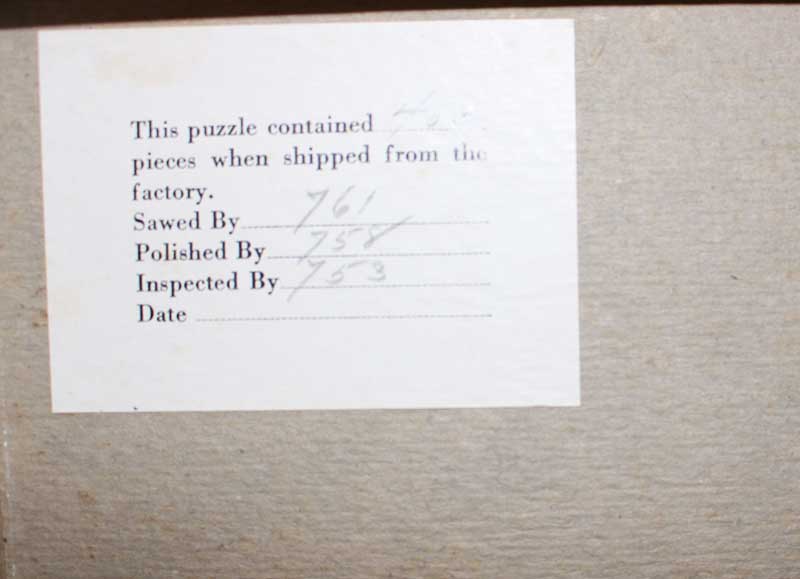 This puzzle contained
pieces when shipped from the
factory.
Sawed By 761
Polished By 758
Inspected By 753
Date